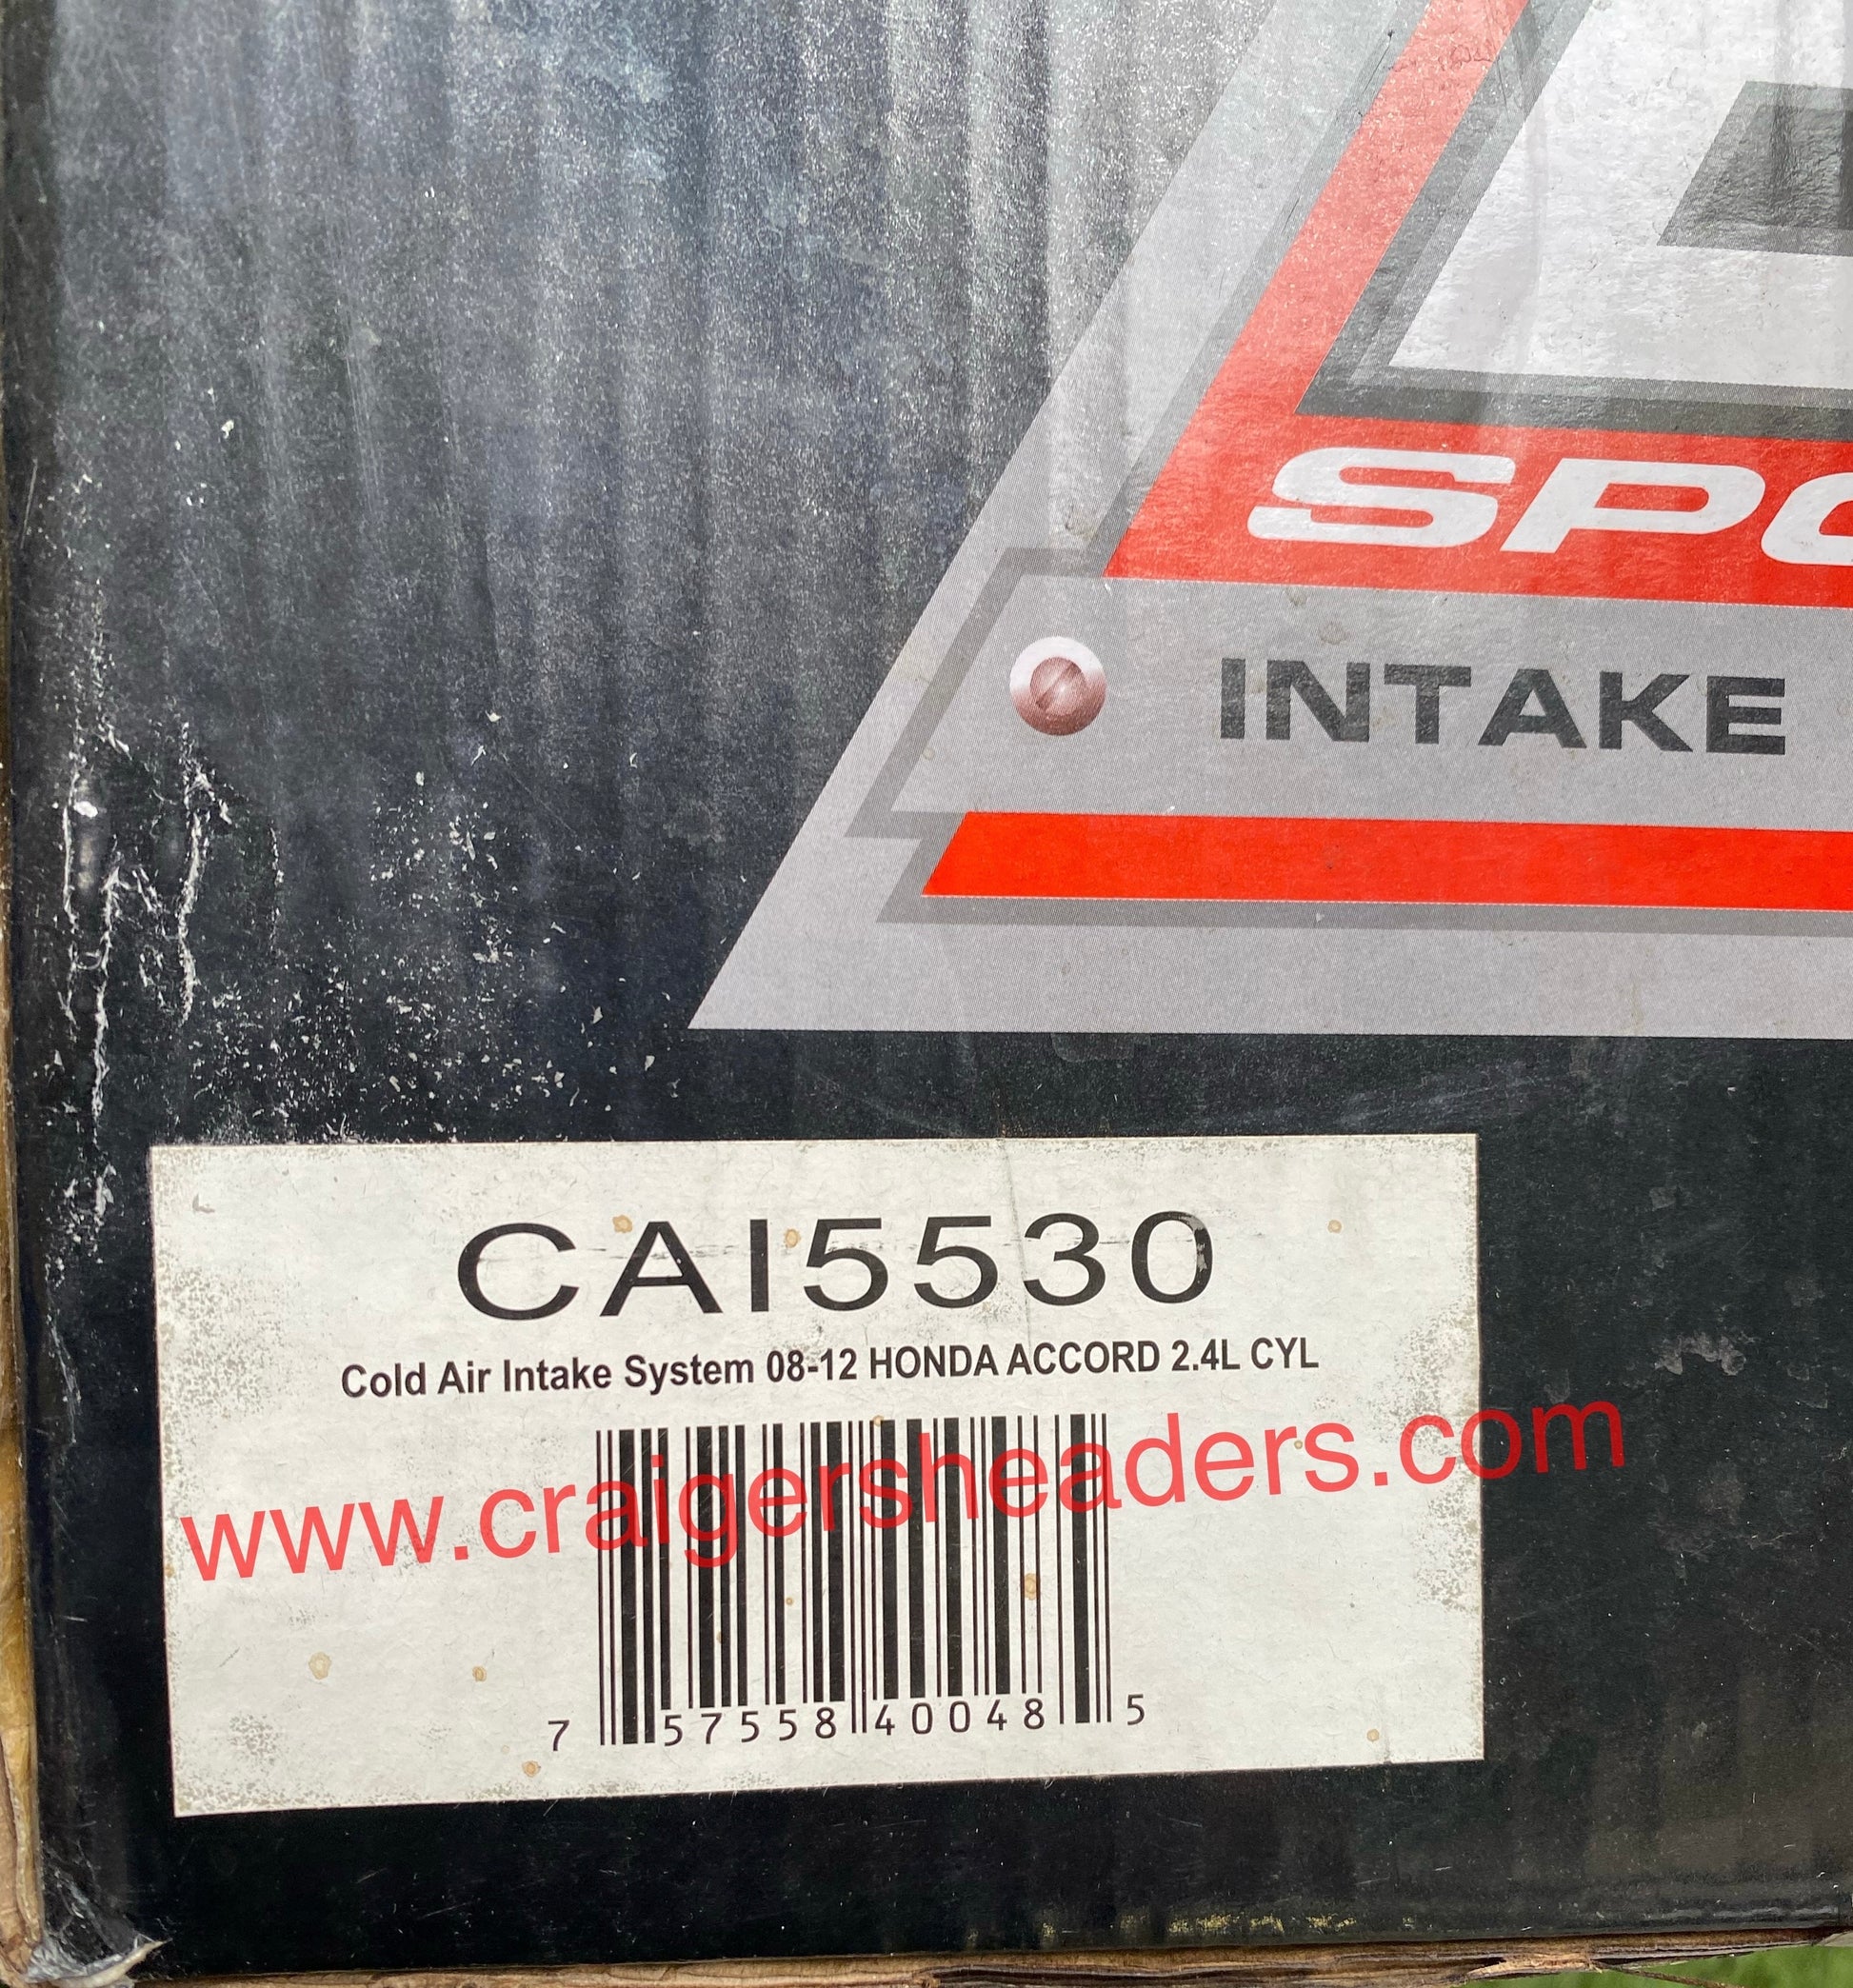 INTAKE
CAI5530
Cold Air Intake System 08-12 HONDA ACCORD 2.4L CYL
www.craigersheaders.com
7 57558 40048 5